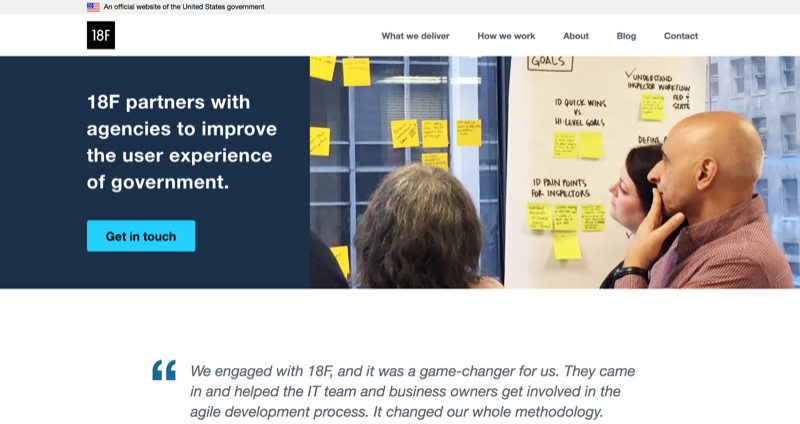 An official website of the United States government
18F
What we deliver
How we work
About
Blog
Contact
18F partners with
agencies to improve
the user experience
of government.
Get in touch
GOALS
UNDERSTAND
INSPECTOR WORKFLOW
FED &
STATE
ID QUICK WINS
VS.
HI-LEVEL GOALS
DEFINE
ID PAIN POINTS
FOR INSPECTORS
We engaged with 18F, and it was a game-changer for us. They came
in and helped the IT team and business owners get involved in the
agile development process. It changed our whole methodology.